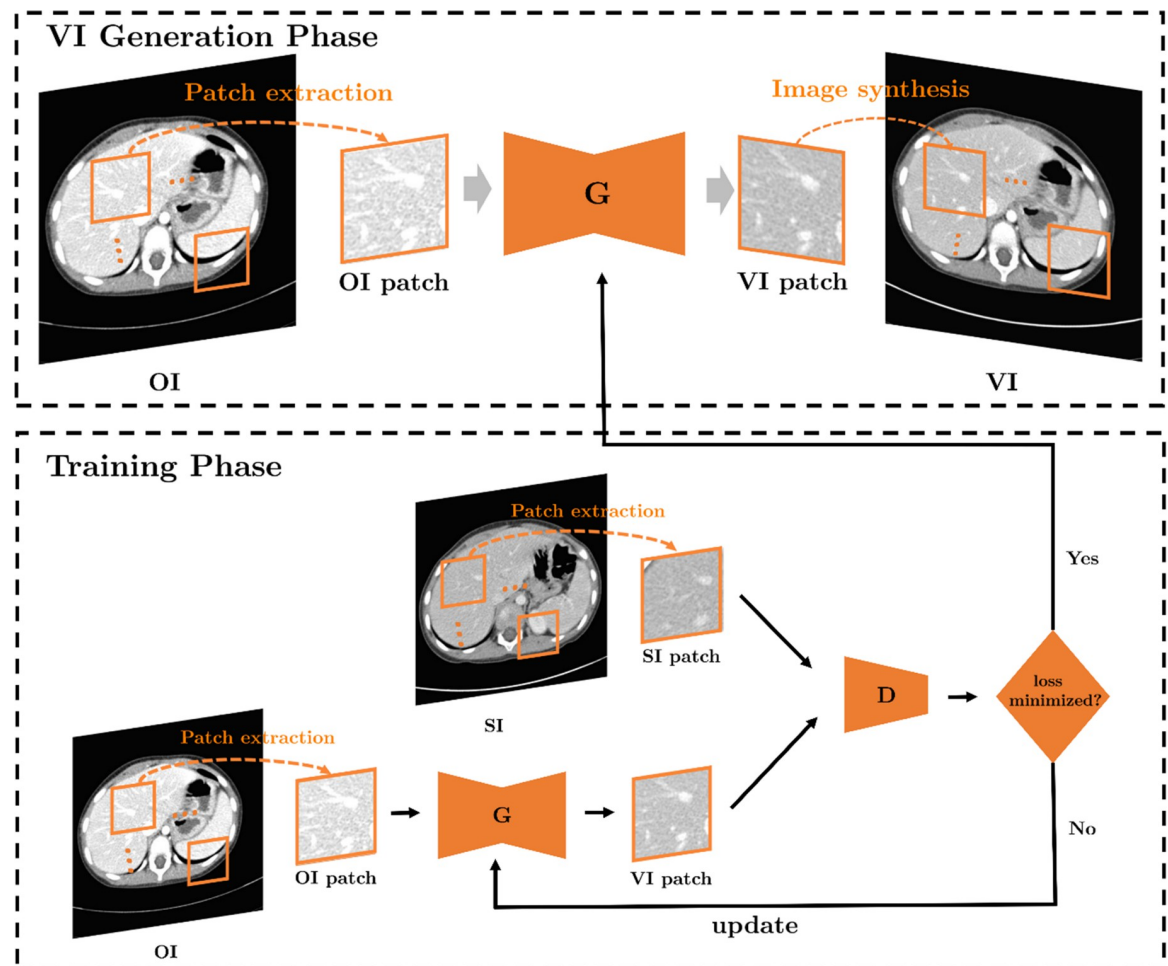 VI Generation Phase
Patch extraction
Image synthesis
G
OI patch
VI patch
OI
VI
Training Phase
Patch extraction
SI patch
SI
Yes
D
loss
minimized?
Patch extraction
G
OI patch
VI patch
No
update
OI